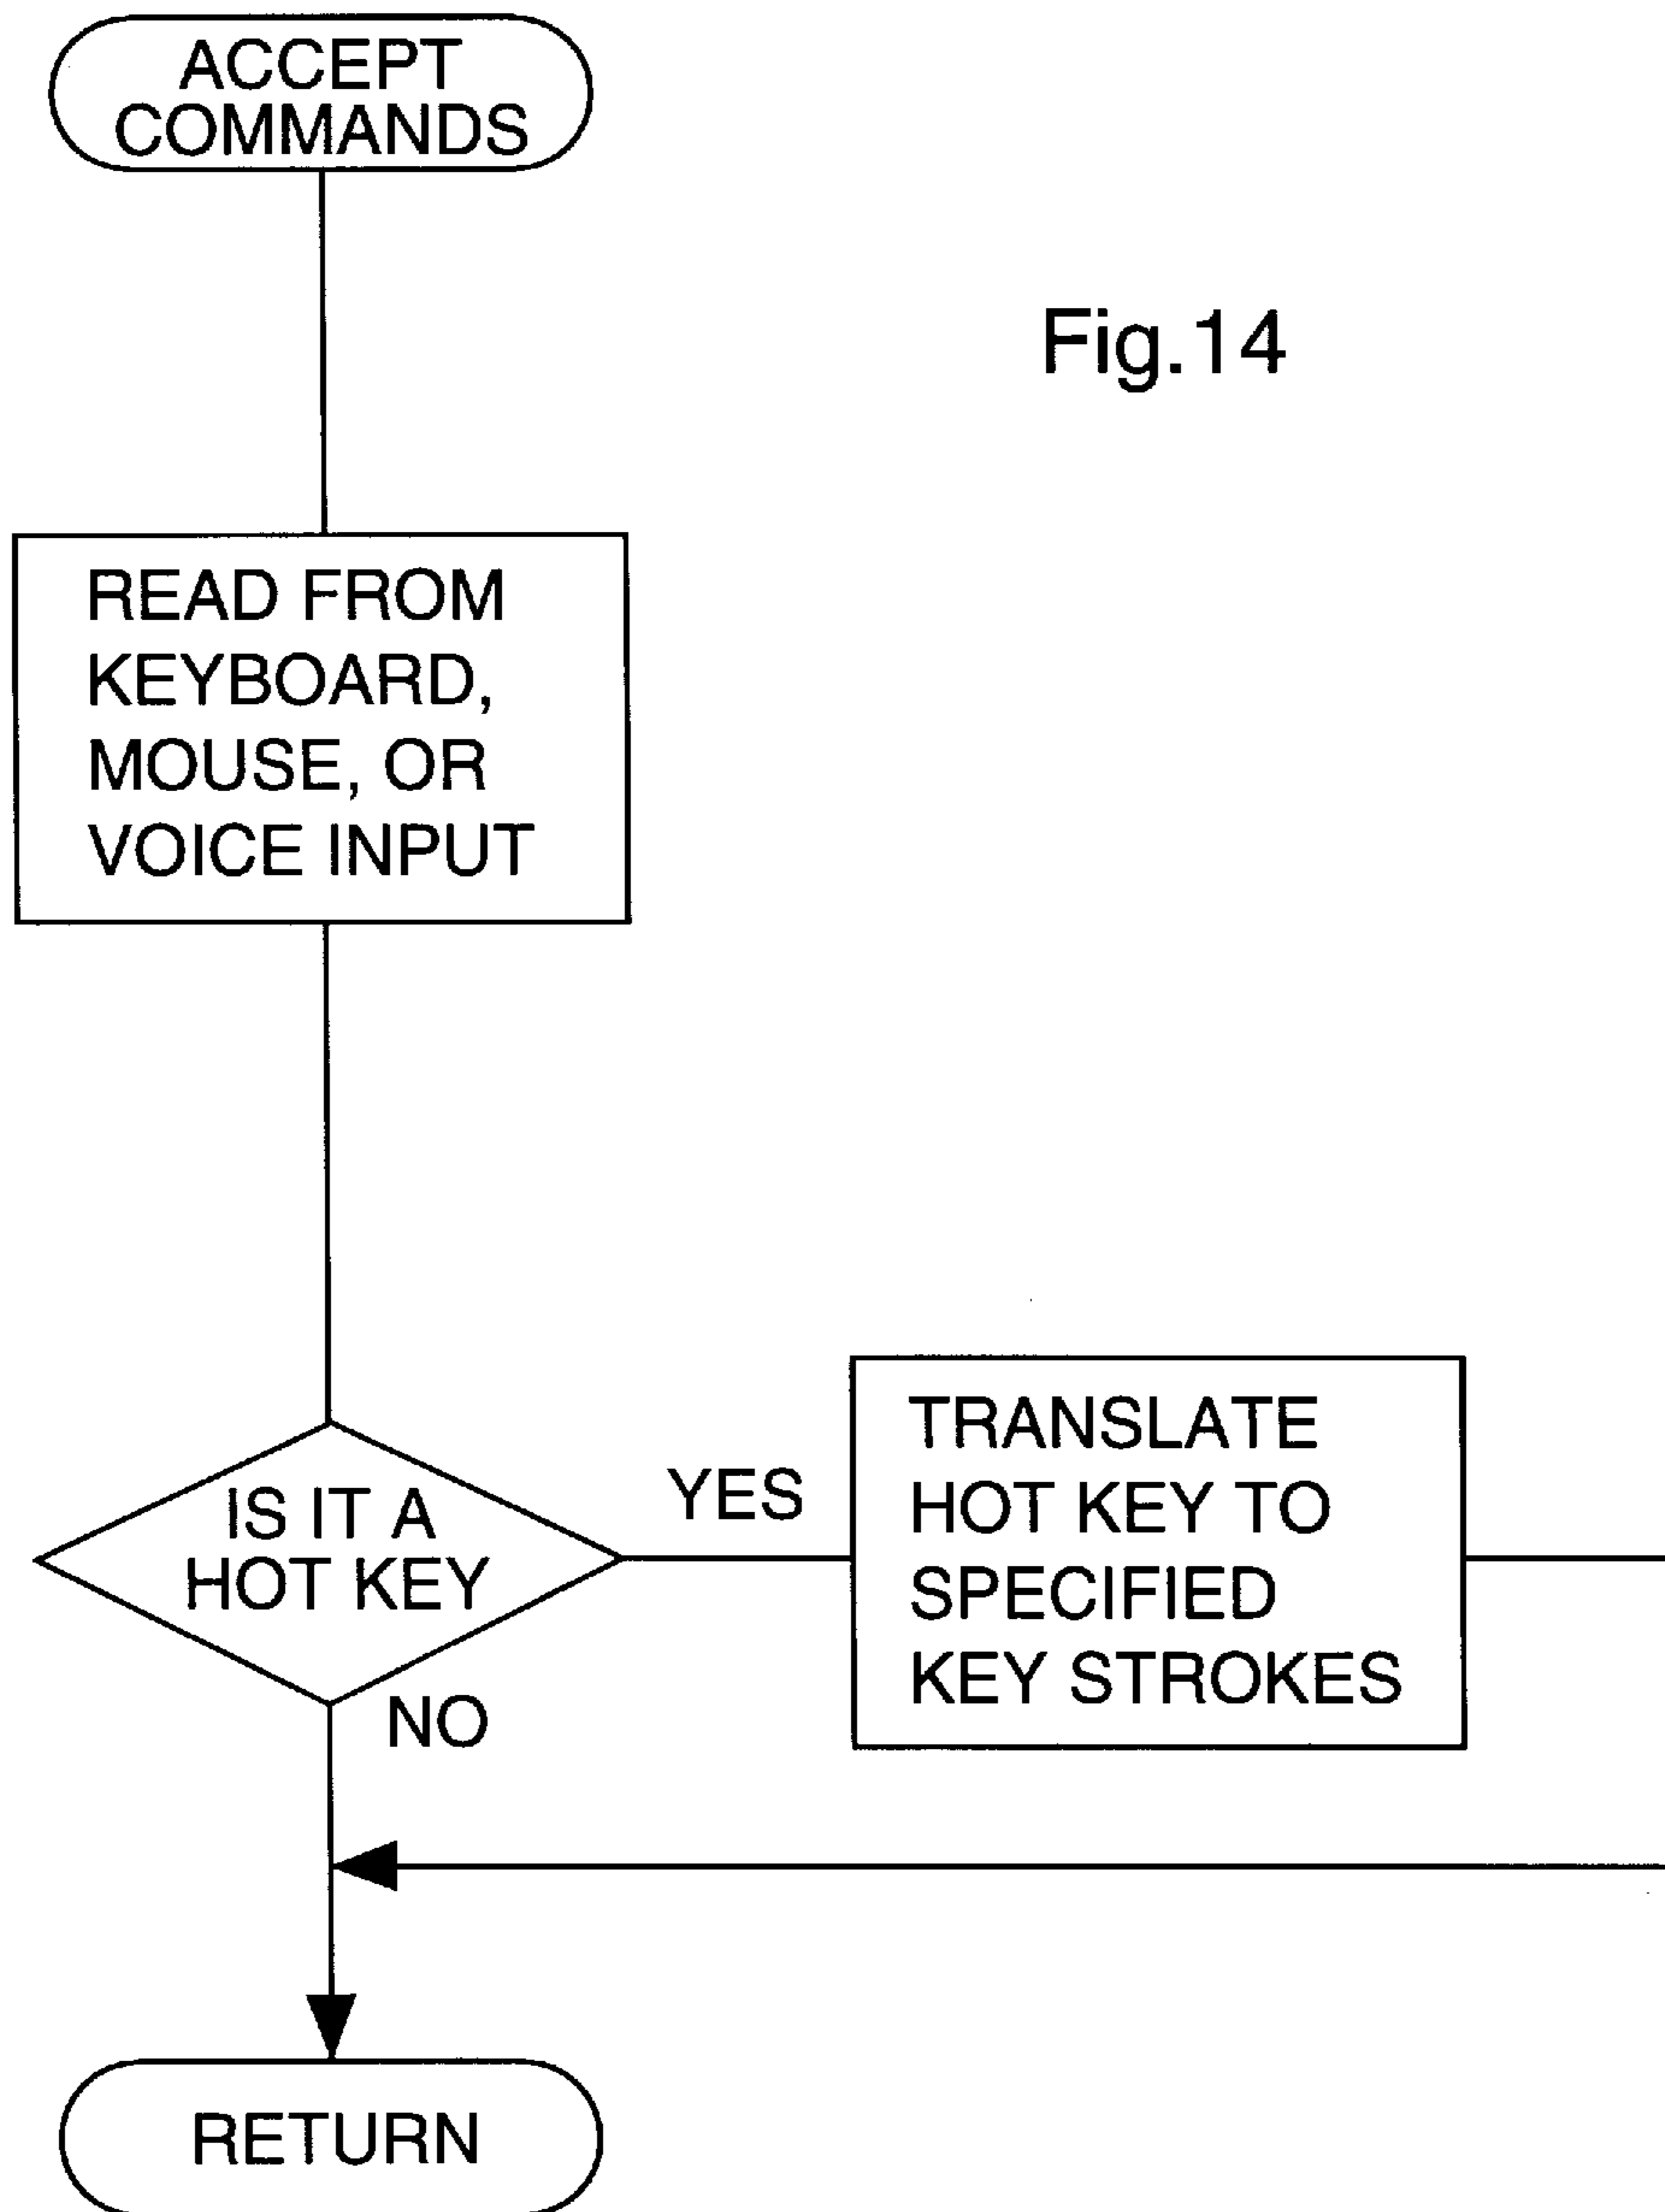 ACCEPT
COMMANDS
Fig.14
READ FROM
KEYBOARD,
MOUSE, OR
VOICE INPUT
IS IT A
HOT KEY
YES
TRANSLATE
HOT KEY TO
SPECIFIED
KEY STROKES
NO
RETURN